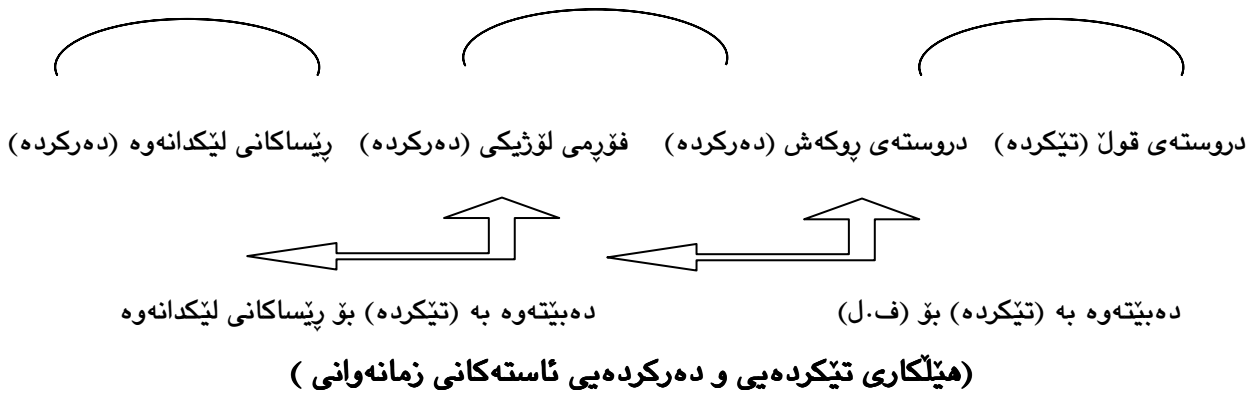 دروستەی قوڵ (تێکردە) دروستەی ڕوکەش (دەرکردە) فۆڕمی لۆژیکی (دەرکردە) ڕێساکانی لێکدانەوە (دەرکردە)
دەبێتەوە بە (تێکردە) بۆ (ف.ل) دەبێتەوە بە (تێکردە) بۆ ڕێساکانی لێکدانەوە
(هێڵکاری تێکردەیی و دەرکردەیی ئاستەکانی زمانەوانی )